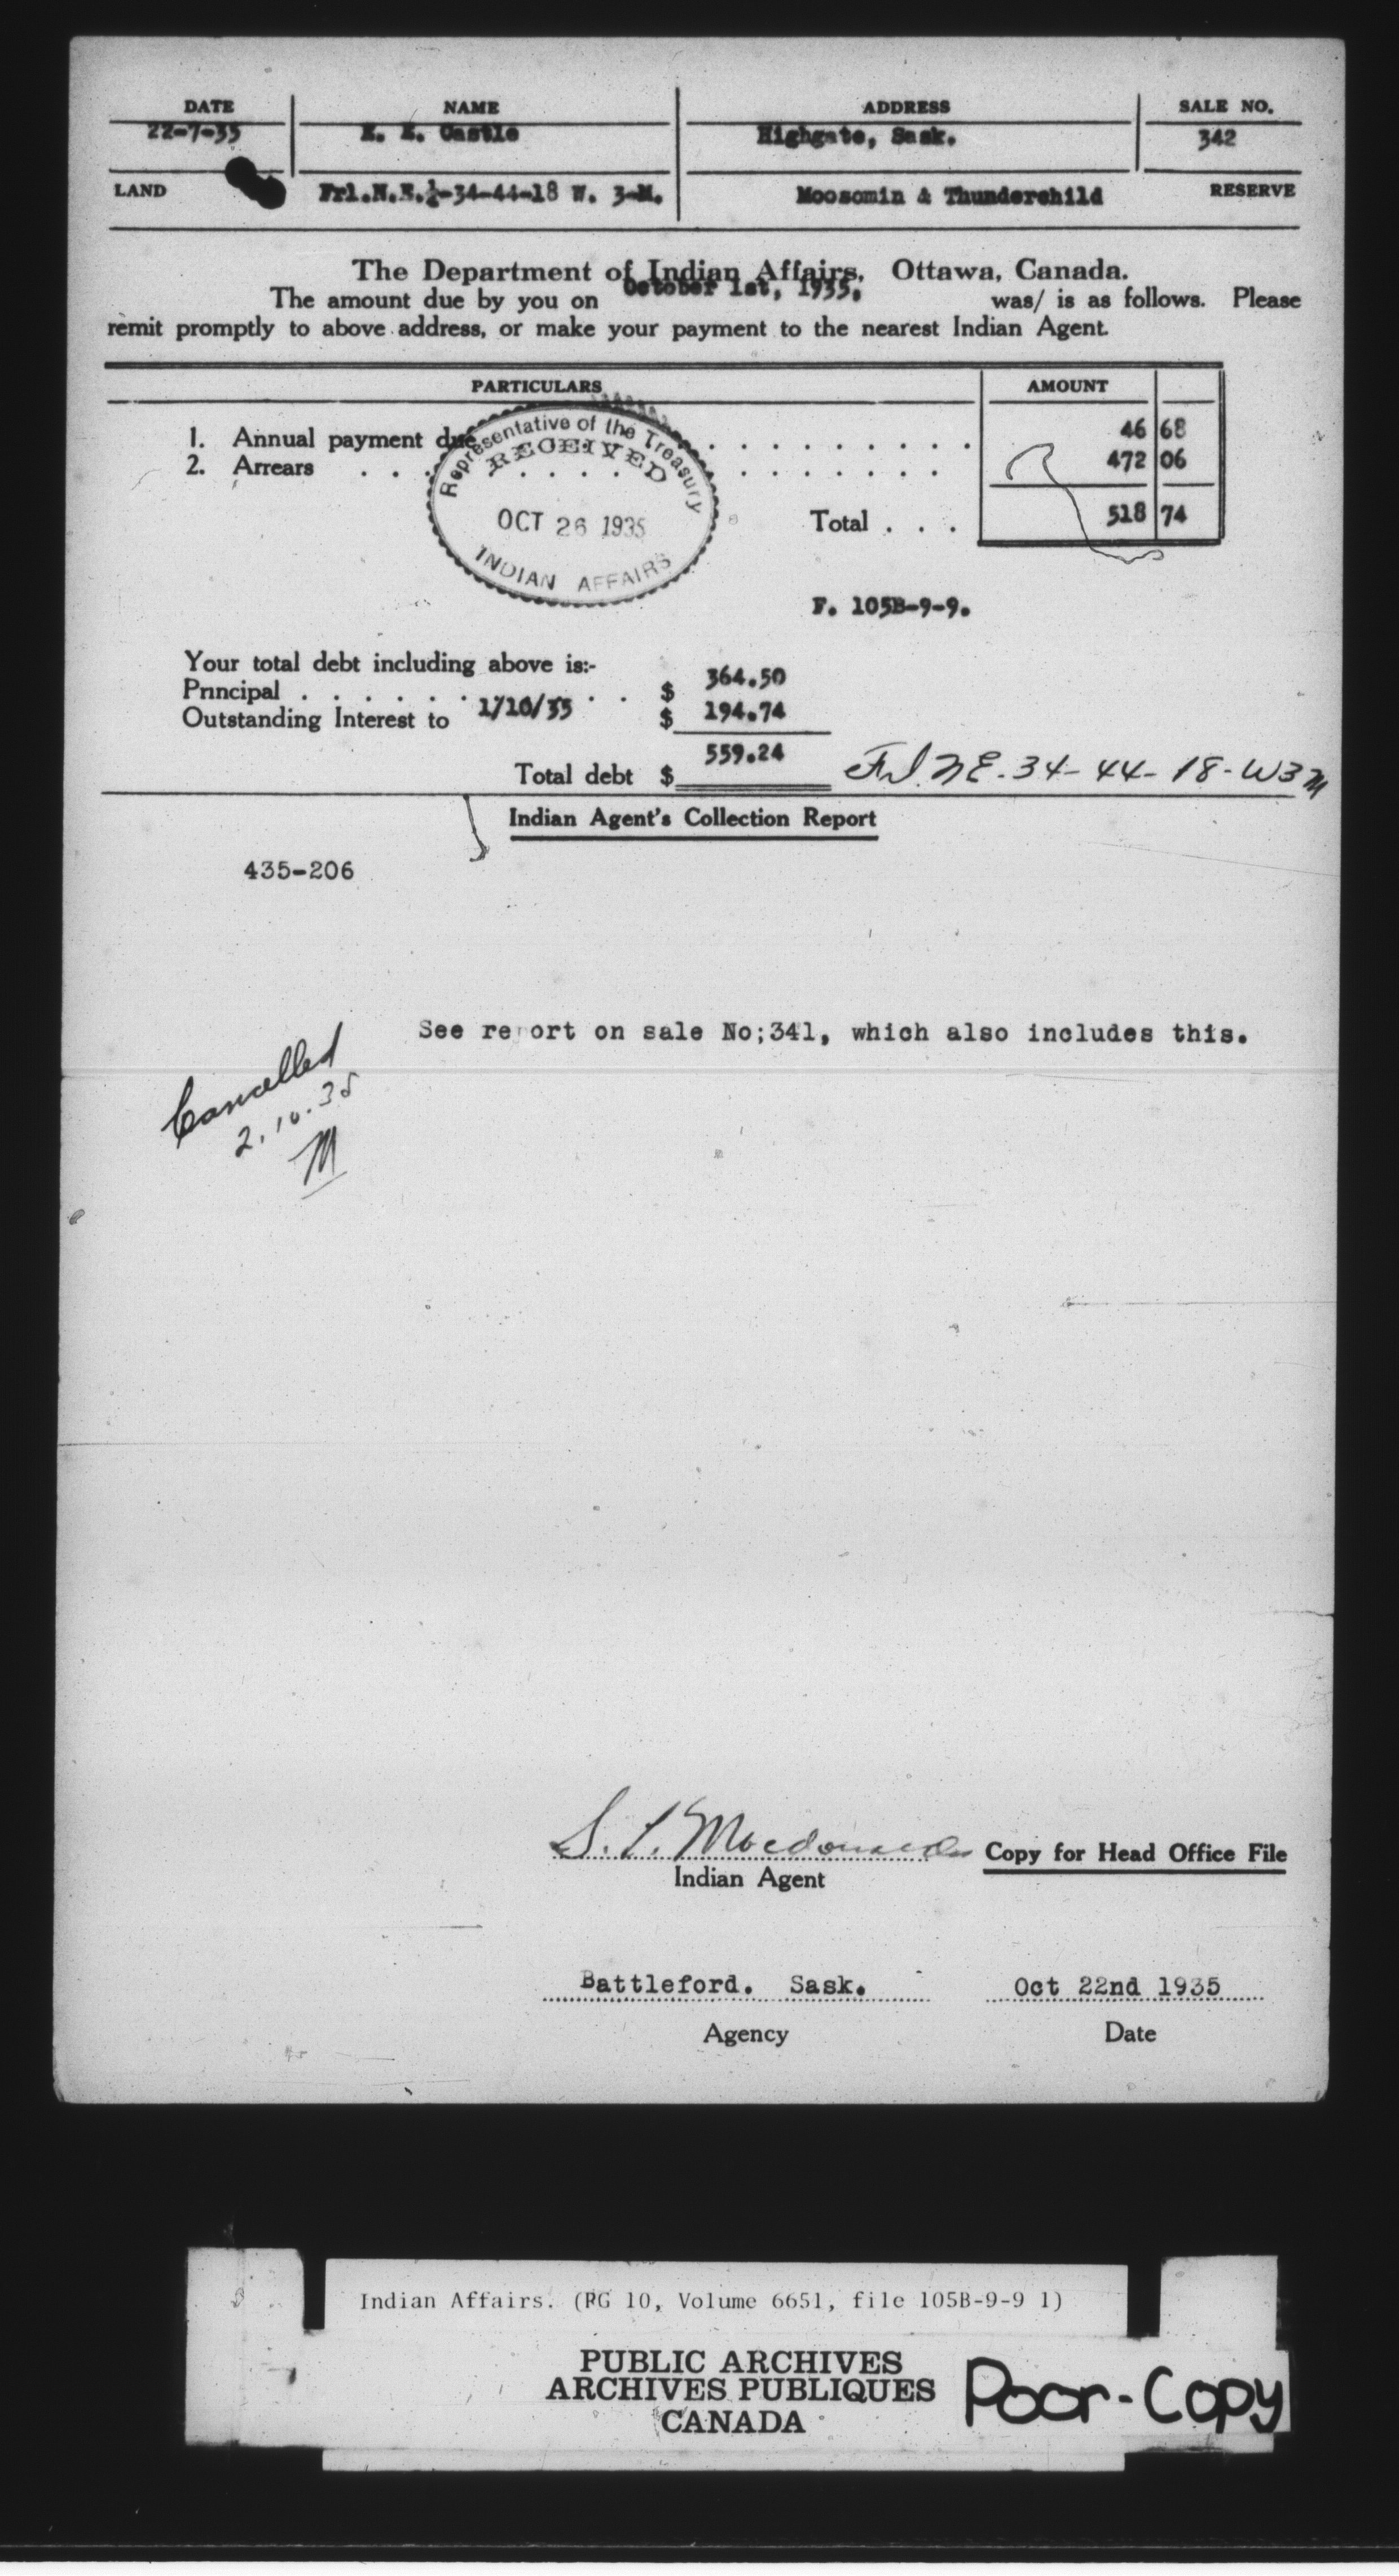 DATE NAME ADDRESS SALE NO.
22-7-35 E. E. Castle Highgate, Sask. 342
LAND Frl.N.E.¼-34-44-18 W. 3-M. Moosomin & Thunderchild RESERVE
The Department of Indian Affairs, Ottawa, Canada.
The amount due by you on October 1st, 1935, was/ is as follows. Please
remit promptly to above address, or make your payment to the nearest Indian Agent.
PARTICULARS AMOUNT
1. Annual payment due . . . . . . . . . 46 68
2. Arrears . . . . . . . . . . . . . . 472 06
Total . . . 518 74
Representative of the Treasury
RECEIVED
OCT 26 1935
INDIAN AFFAIRS
F. 105B-9-9.
Your total debt including above is:-
Principal . . . . . . . . . . $ 364.50
Outstanding Interest to 1/10/35 $ 194.74
Total debt $ 559.24 Frl. NE. 34-44-18-W3M
Indian Agent's Collection Report
435-206
See report on sale No;341, which also includes this.
Cancelled
2.10.35
M
S. L. Macdonald Copy for Head Office File
Indian Agent
Battleford. Sask. Oct 22nd 1935
Agency Date
Indian Affairs. (RG 10, Volume 6651, file 105B-9-9 1)
PUBLIC ARCHIVES
ARCHIVES PUBLIQUES
CANADA
Poor-Copy